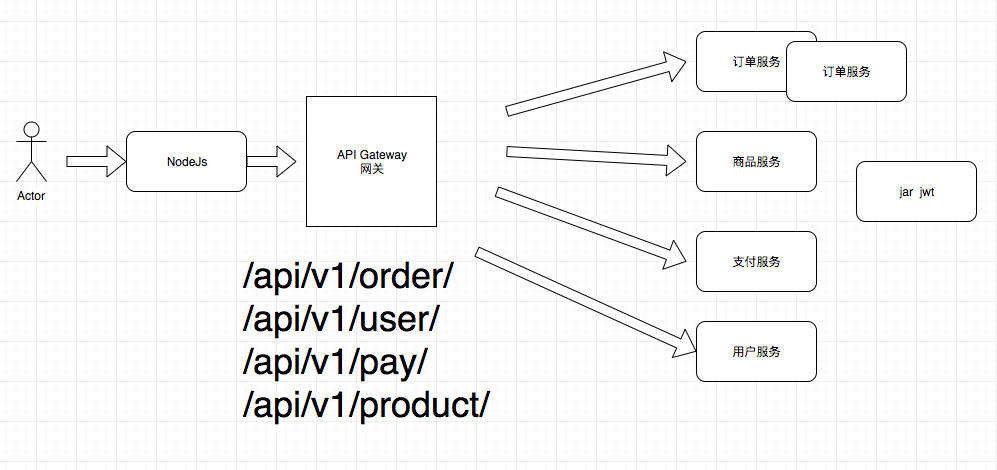 Actor
NodeJs
API Gateway
网关
/api/v1/order/
/api/v1/user/
/api/v1/pay/
/api/v1/product/
订单服务
订单服务
商品服务
支付服务
用户服务
jar jwt